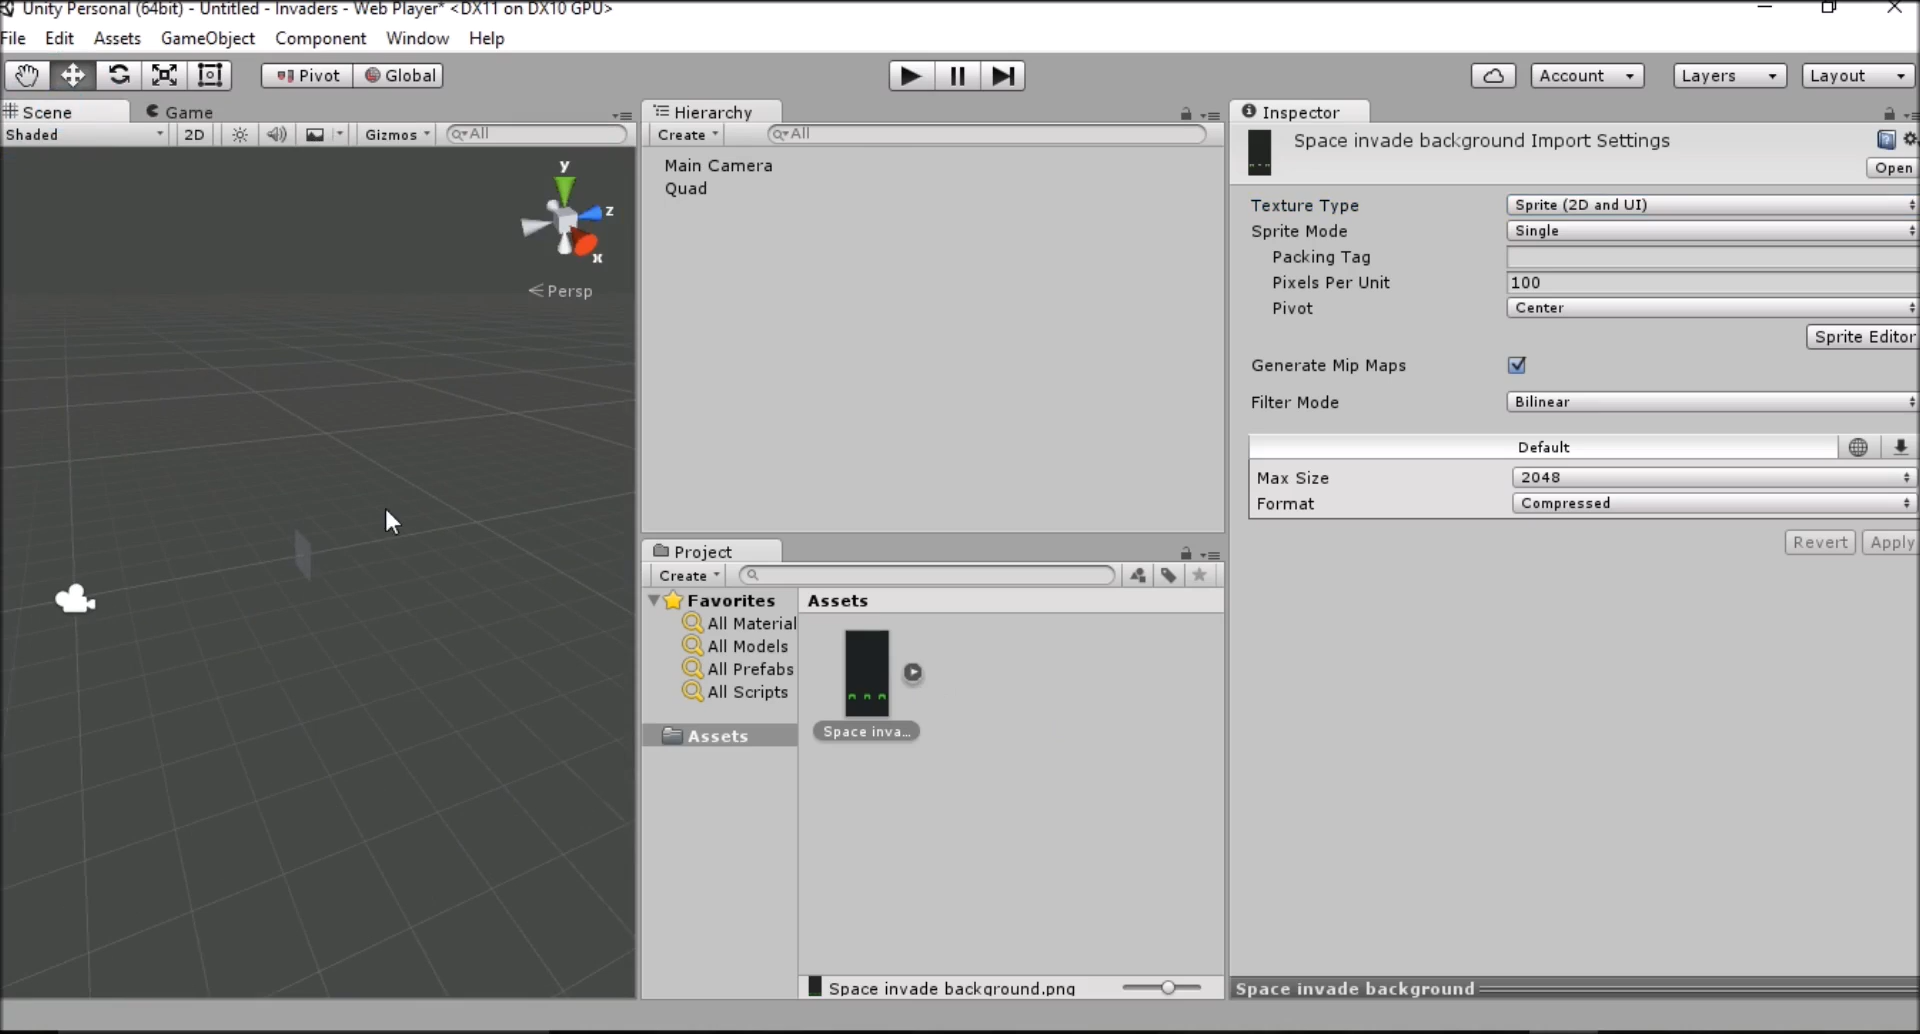 Unity Personal (64bit) - Untitled - Invaders - Web Player* <DX11 on DX10 GPU>
File Edit Assets GameObject Component Window Help
Pivot Global Account Layers Layout
Scene Game
Shaded 2D Gizmos All
y
z
x
Persp
Hierarchy
Create All
Main Camera
Quad
Project
Create
Favorites
All Material
All Models
All Prefabs
All Scripts
Assets
Assets
Space inva...
Space invade background.png
Inspector
Space invade background Import Settings
Open
Texture Type Sprite (2D and UI)
Sprite Mode Single
Packing Tag
Pixels Per Unit 100
Pivot Center
Sprite Editor
Generate Mip Maps
Filter Mode Bilinear
Default
Max Size 2048
Format Compressed
Revert Apply
Space invade background